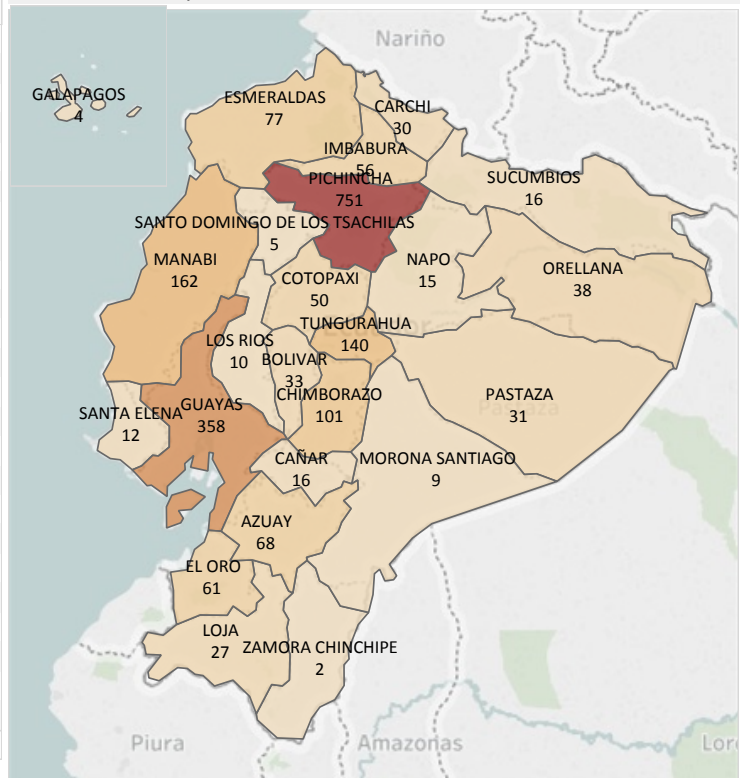 Nariño
GALAPAGOS
4
ESMERALDAS
77
CARCHI
30
IMBABURA
56
PICHINCHA
751
SUCUMBIOS
16
SANTO DOMINGO DE LOS TSACHILAS
5
MANABI
162
NAPO
15
ORELLANA
38
COTOPAXI
50
TUNGURAHUA
140
LOS RIOS
10
BOLIVAR
33
CHIMBORAZO
101
PASTAZA
31
Pastaza
SANTA ELENA
12
GUAYAS
358
CAÑAR
16
MORONA SANTIAGO
9
AZUAY
68
EL ORO
61
LOJA
27
ZAMORA CHINCHIPE
2
Piura
Amazonas